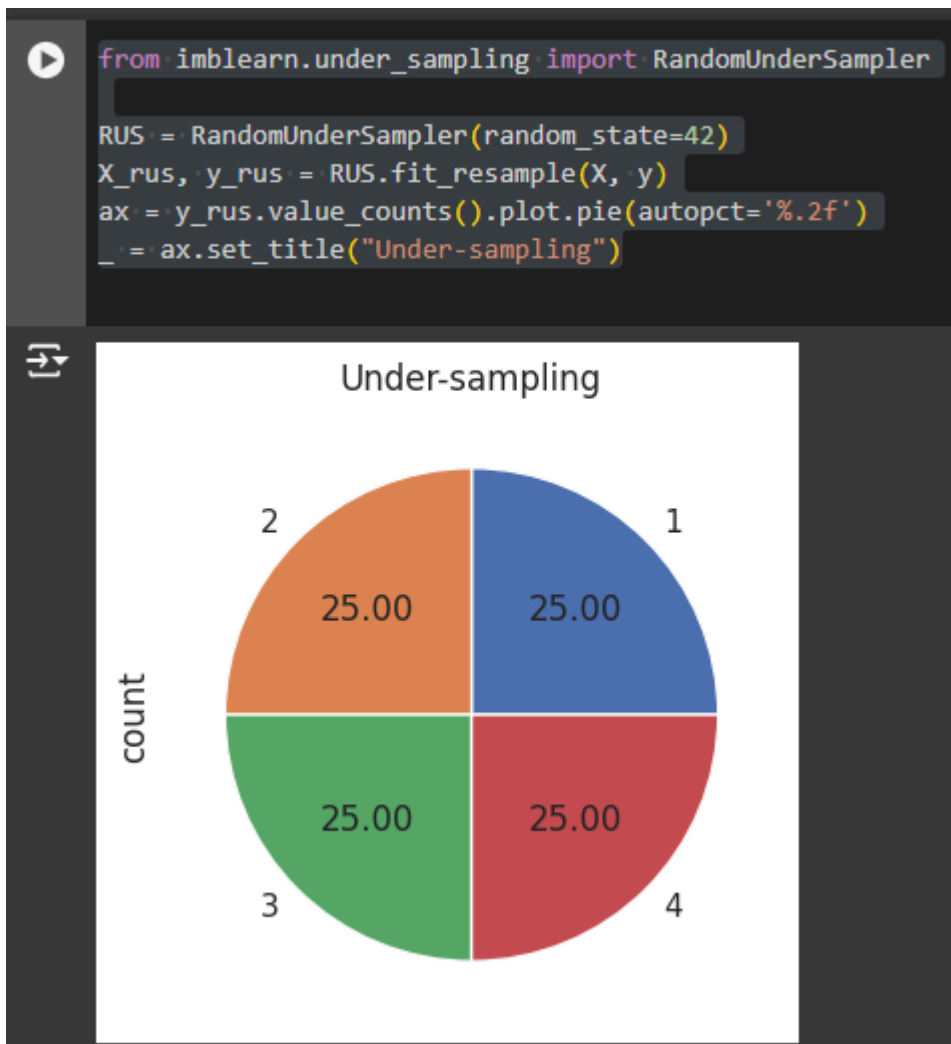 from imblearn.under_sampling import RandomUnderSampler
RUS = RandomUnderSampler(random_state=42)
X_rus, y_rus = RUS.fit_resample(X, y)
ax = y_rus.value_counts().plot.pie(autopct='%.2f')
_ = ax.set_title("Under-sampling")
Under-sampling
2
1
25.00
25.00
count
25.00
25.00
3
4